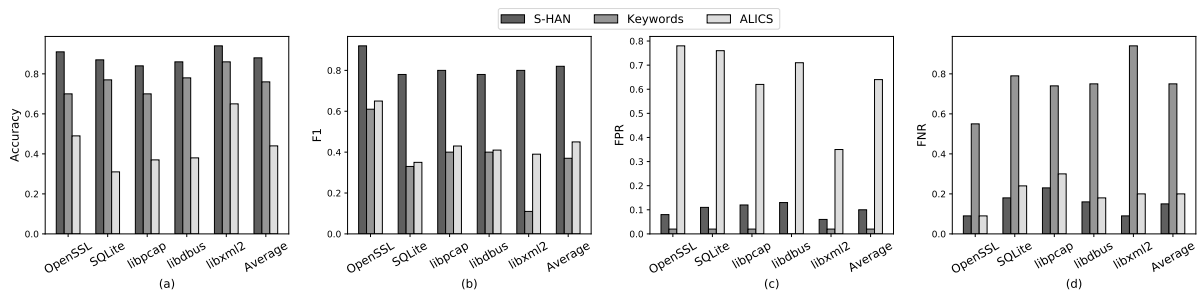 S-HAN Keywords ALICS
Accuracy
0.8
0.6
0.4
0.2
0.0
OpenSSL SQLite libpcap libdbus libxml2 Average
(a)
F1
0.8
0.6
0.4
0.2
0.0
OpenSSL SQLite libpcap libdbus libxml2 Average
(b)
FPR
0.8
0.7
0.6
0.5
0.4
0.3
0.2
0.1
0.0
OpenSSL SQLite libpcap libdbus libxml2 Average
(c)
FNR
0.8
0.6
0.4
0.2
0.0
OpenSSL SQLite libpcap libdbus libxml2 Average
(d)